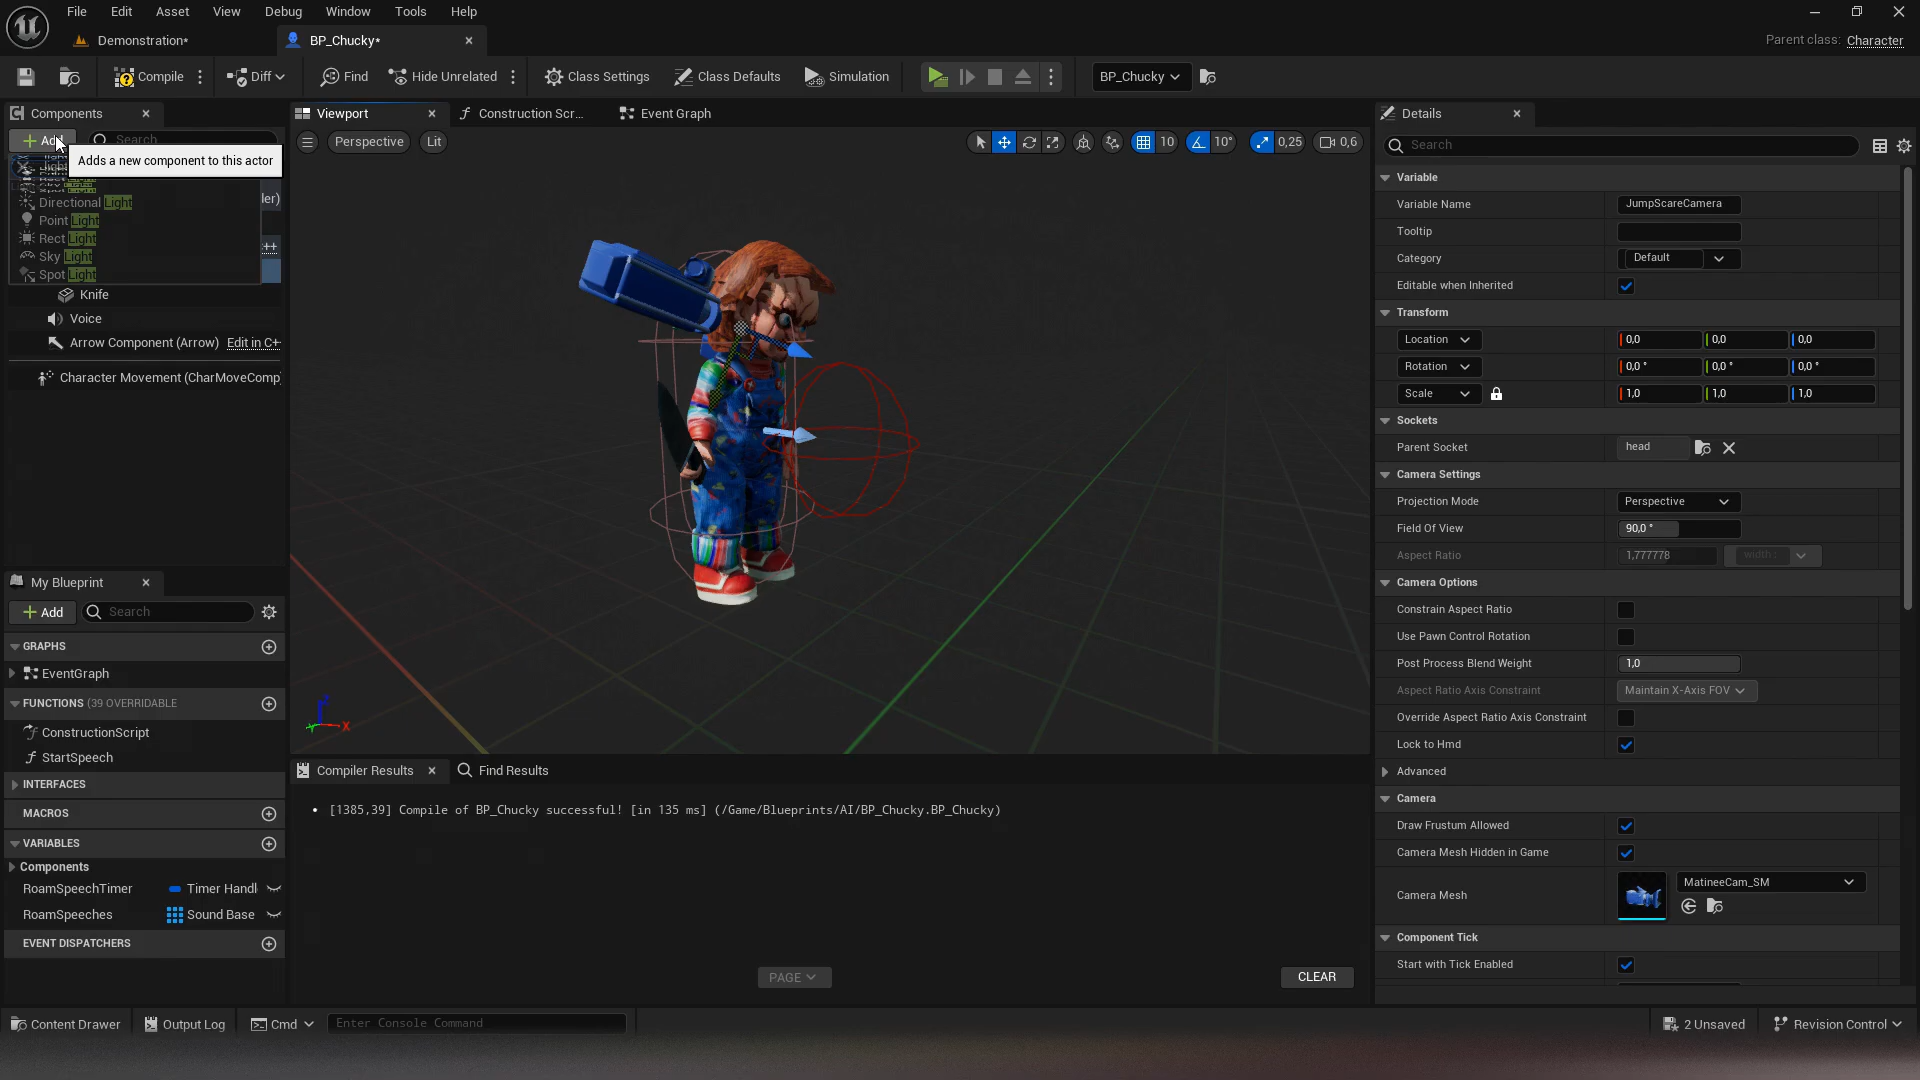 File Edit Asset View Debug Window Tools Help
Demonstration*
BP_Chucky*
Parent class: Character
Compile
Diff
Find
Hide Unrelated
Class Settings
Class Defaults
Simulation
BP_Chucky
Components
Viewport
Construction Scr...
Event Graph
Details
Add
Search
Perspective
Lit
10
10°
0,25
0,6
Search
Adds a new component to this actor
Directional Light
Point Light
Rect Light
Sky Light
Spot Light
ler)
++
Knife
Voice
Arrow Component (Arrow) Edit in C+
Character Movement (CharMoveComp)
My Blueprint
Add
Search
GRAPHS
EventGraph
FUNCTIONS (39 OVERRIDABLE
ConstructionScript
StartSpeech
INTERFACES
MACROS
VARIABLES
Components
RoamSpeechTimer Timer Handl
RoamSpeeches Sound Base
EVENT DISPATCHERS
Z
X
Compiler Results
Find Results
• [1385,39] Compile of BP_Chucky successful! [in 135 ms] (/Game/Blueprints/AI/BP_Chucky.BP_Chucky)
PAGE
CLEAR
Variable
Variable Name JumpScareCamera
Tooltip
Category Default
Editable when Inherited
Transform
Location 0,0 0,0 0,0
Rotation 0,0 ° 0,0 ° 0,0 °
Scale 1,0 1,0 1,0
Sockets
Parent Socket head
Camera Settings
Projection Mode Perspective
Field Of View 90,0 °
Aspect Ratio 1,777778 width :
Camera Options
Constrain Aspect Ratio
Use Pawn Control Rotation
Post Process Blend Weight 1,0
Aspect Ratio Axis Constraint Maintain X-Axis FOV
Override Aspect Ratio Axis Constraint
Lock to Hmd
Advanced
Camera
Draw Frustum Allowed
Camera Mesh Hidden in Game
Camera Mesh MatineeCam_SM
Component Tick
Start with Tick Enabled
Content Drawer
Output Log
Cmd
Enter Console Command
2 Unsaved
Revision Control